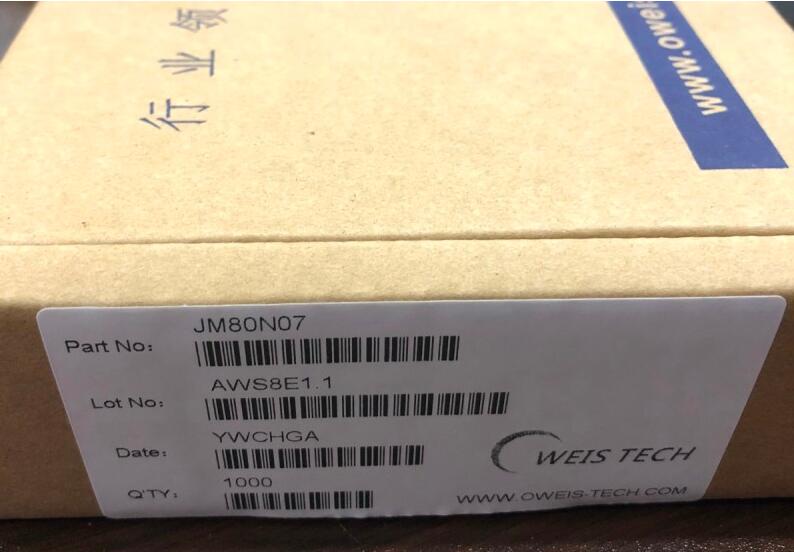 行业领
www.oweis
Part No: JM80N07
Lot No: AWS8E1.1
Date: YWCHGA
Q'TY: 1000
WEIS TECH
WWW.OWEIS-TECH.COM